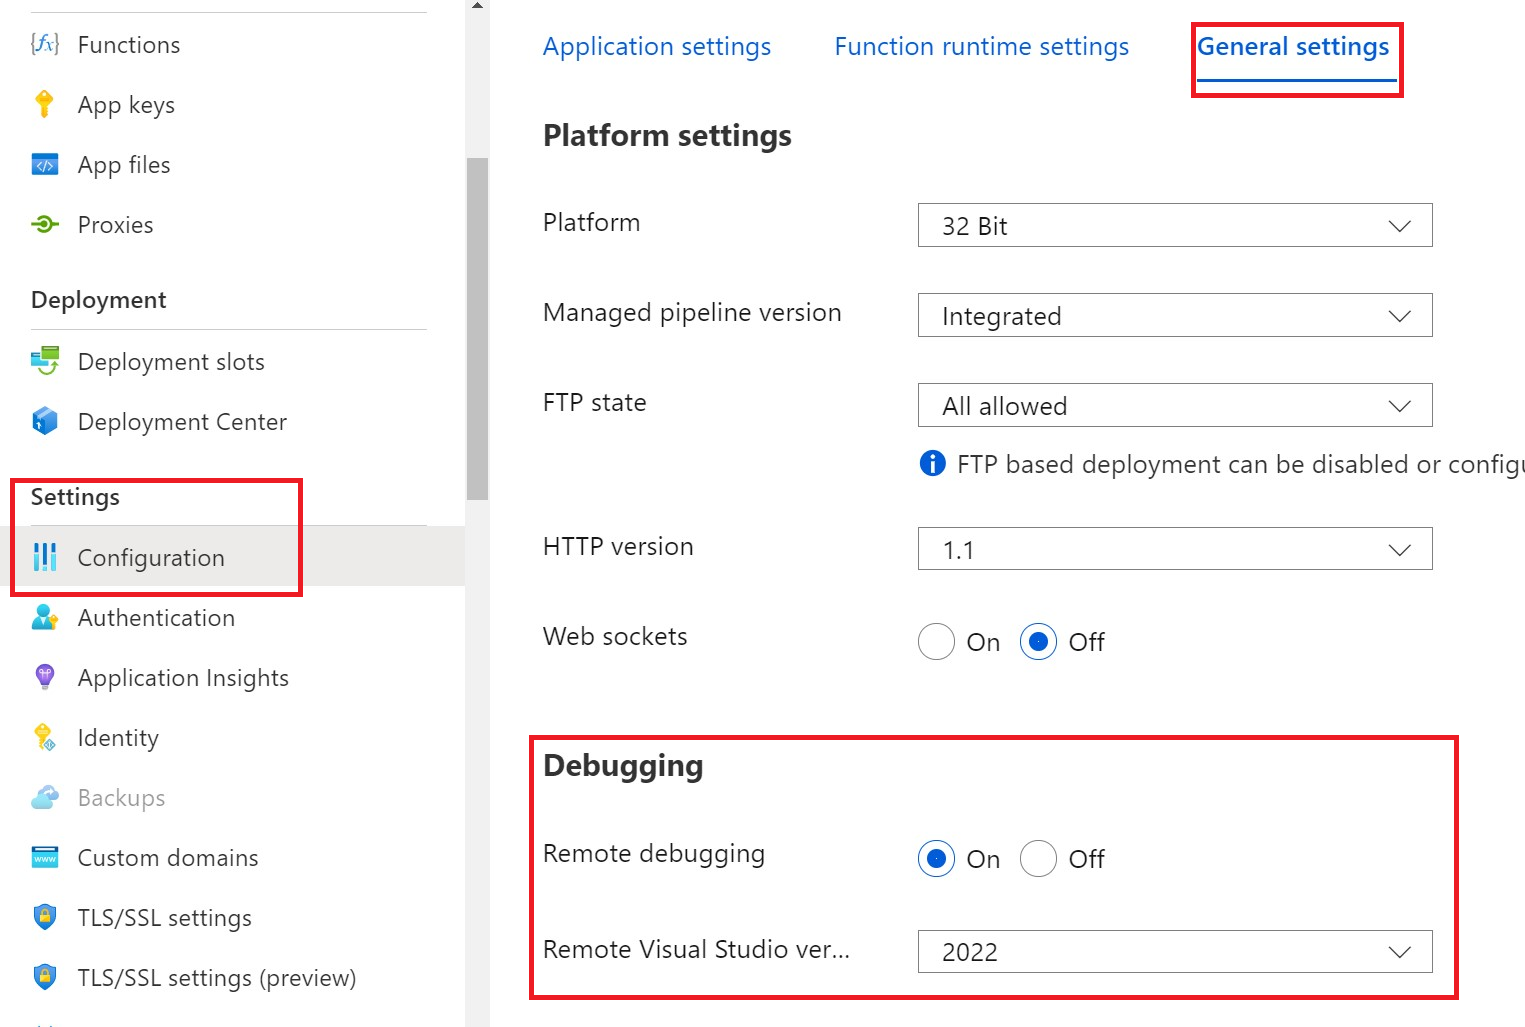 Functions
App keys
App files
Proxies
Deployment
Deployment slots
Deployment Center
Settings
Configuration
Authentication
Application Insights
Identity
Backups
Custom domains
TLS/SSL settings
TLS/SSL settings (preview)
Application settings
Function runtime settings
General settings
Platform settings
Platform
32 Bit
Managed pipeline version
Integrated
FTP state
All allowed
FTP based deployment can be disabled or configu
HTTP version
1.1
Web sockets
On
Off
Debugging
Remote debugging
On
Off
Remote Visual Studio ver...
2022